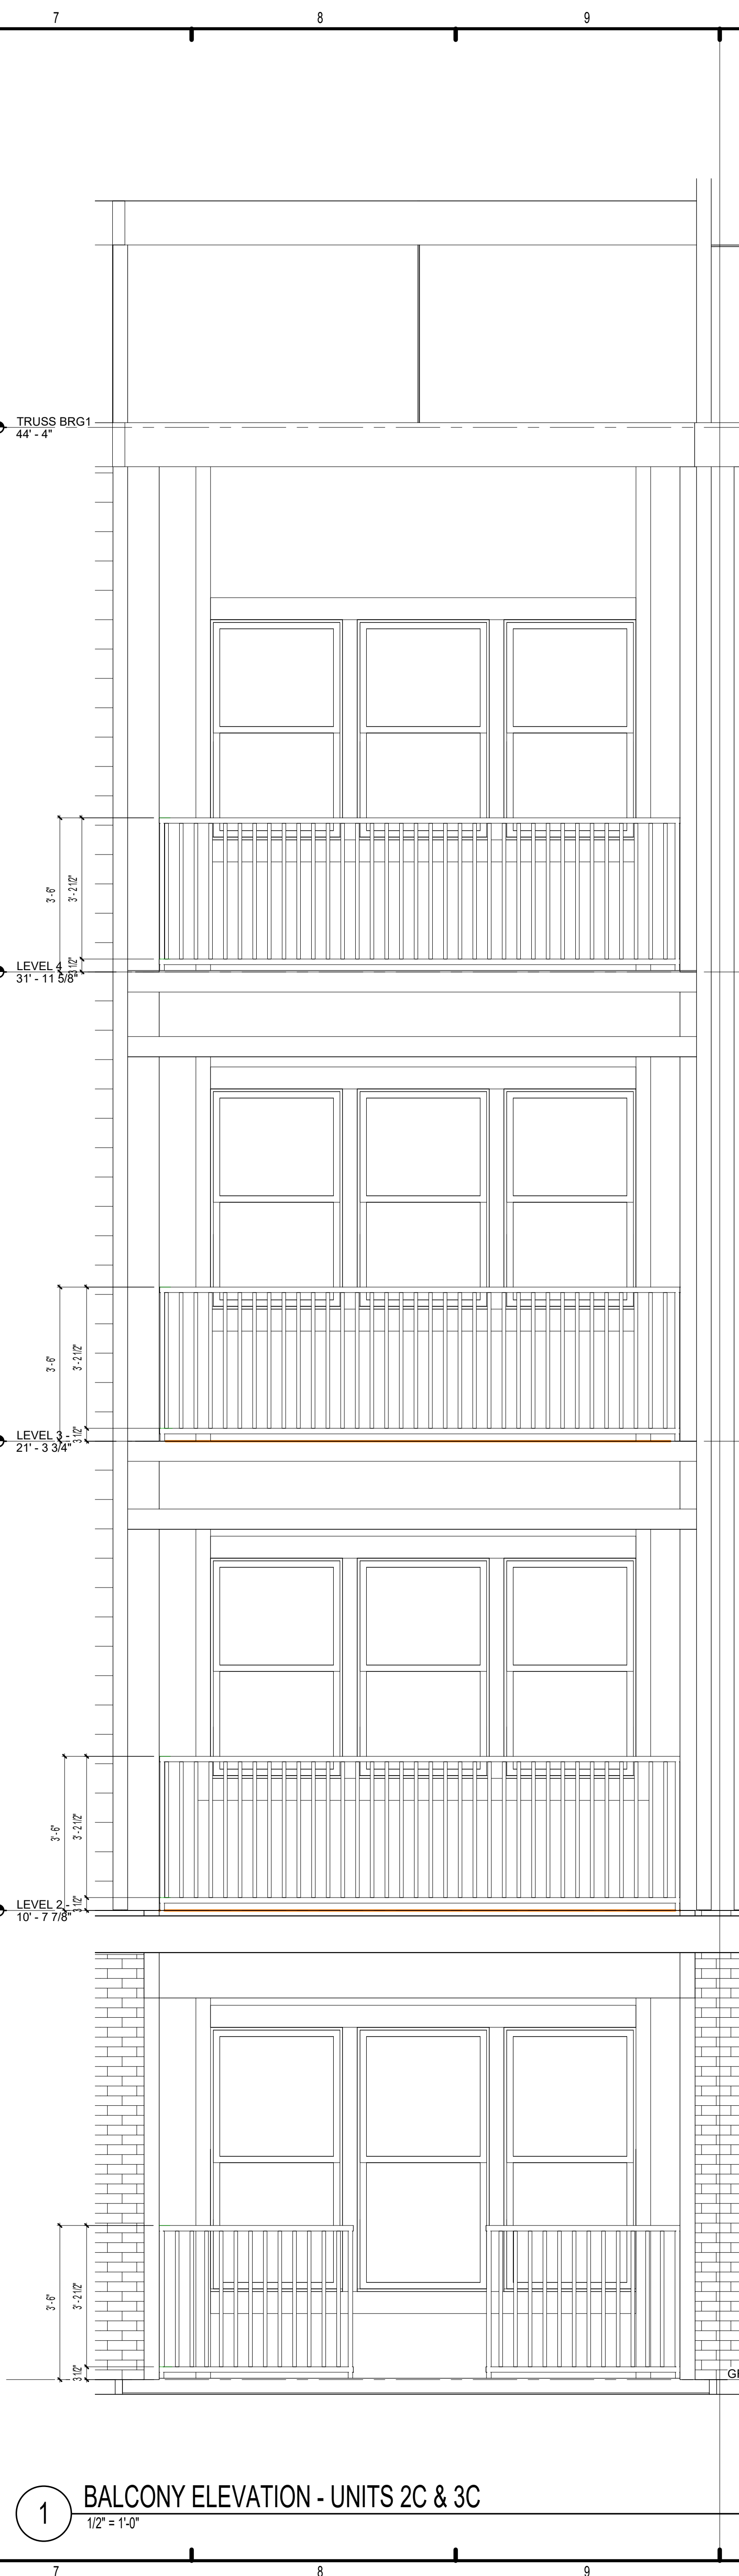 7 8 9
TRUSS BRG1
44' - 4"
3' - 6"
3' - 2 1/2"
3 1/2"
LEVEL 4
31' - 11 5/8"
3' - 6"
3' - 2 1/2"
3 1/2"
LEVEL 3 -
21' - 3 3/4"
3' - 6"
3' - 2 1/2"
3 1/2"
LEVEL 2 -
10' - 7 7/8"
3' - 6"
3' - 2 1/2"
3 1/2"
1
BALCONY ELEVATION - UNITS 2C & 3C
1/2" = 1'-0"
7 8 9